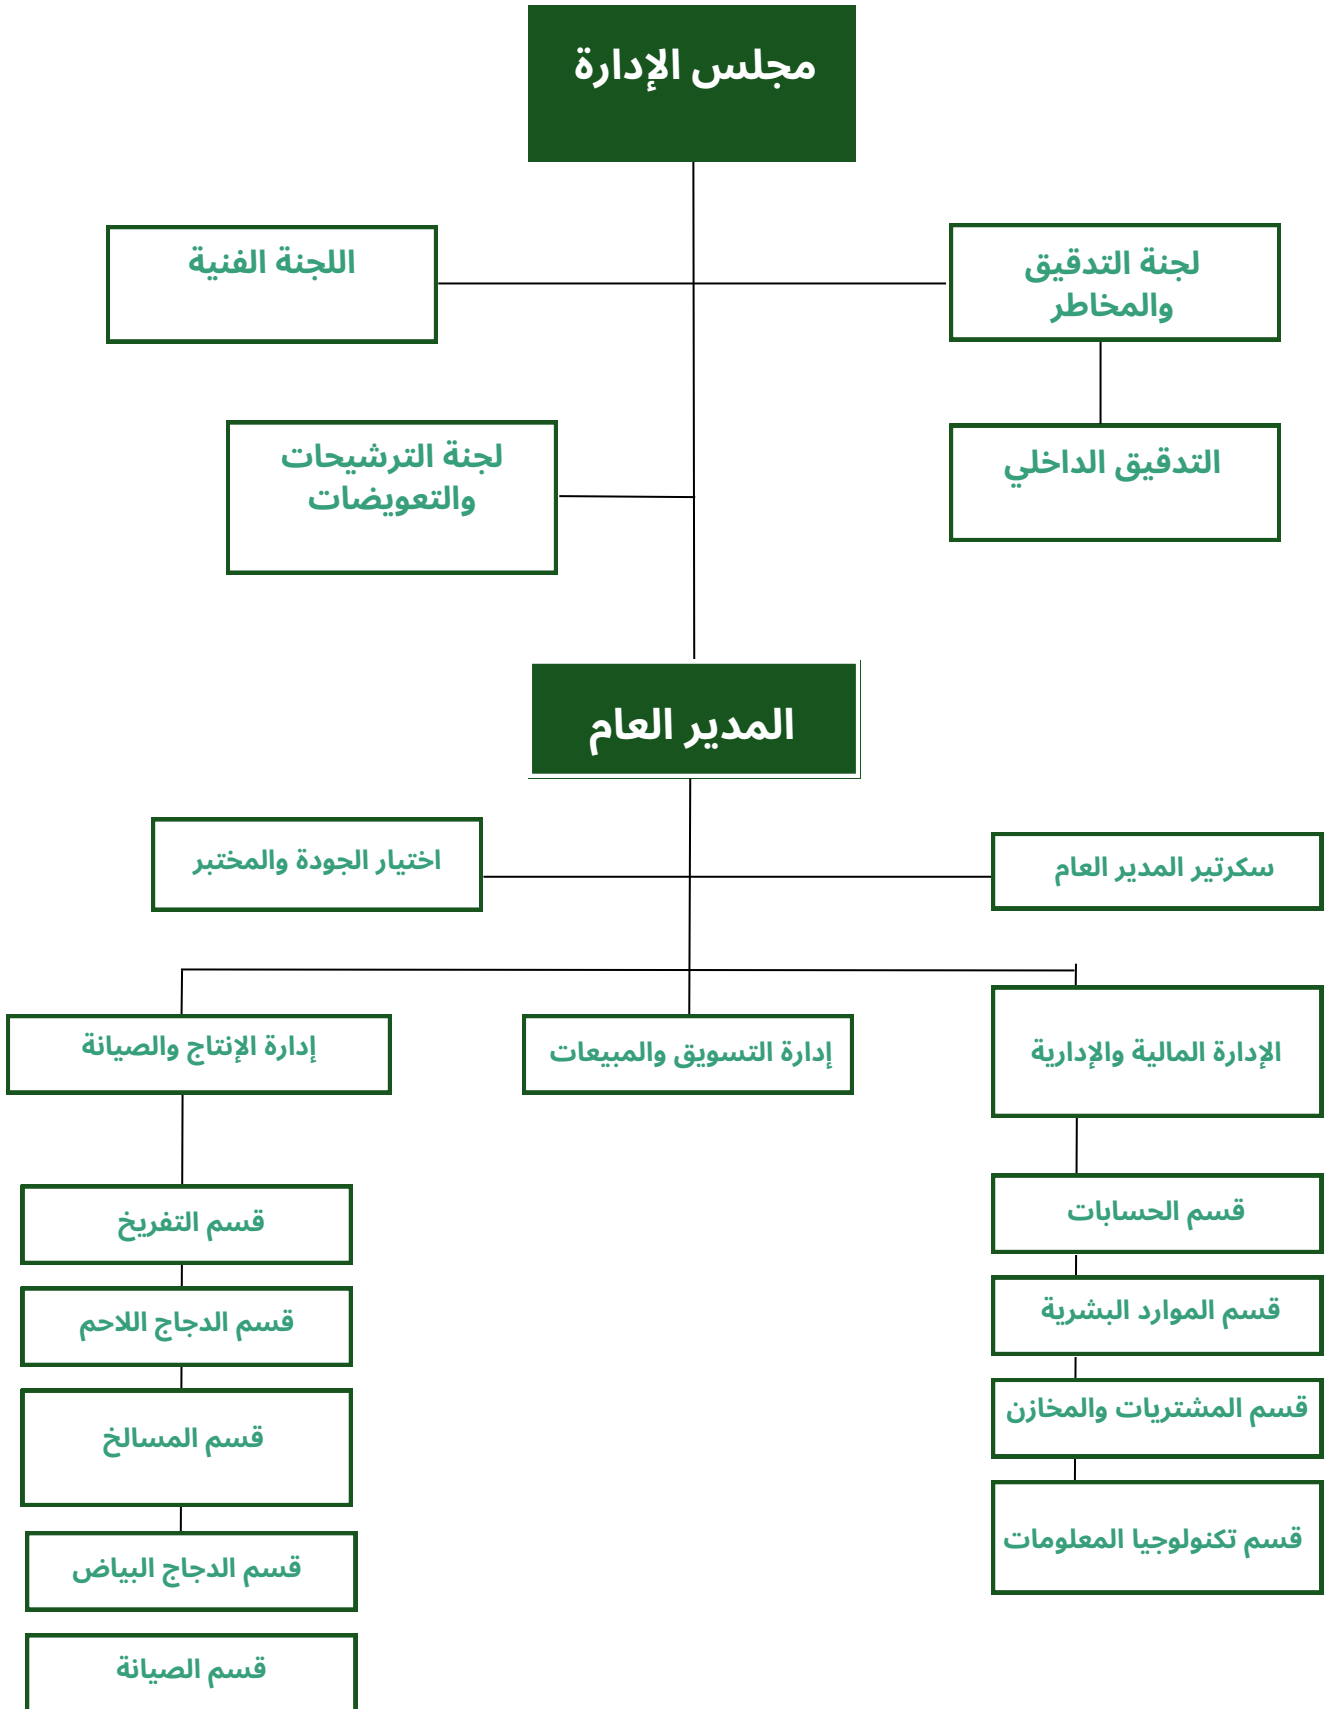 مجلس الإدارة
لجنة التدقيق
والمخاطر
اللجنة الفنية
التدقيق الداخلي
لجنة الترشيحات
والتعويضات
المدير العام
سكرتير المدير العام
اختيار الجودة والمختبر
الإدارة المالية والإدارية
إدارة التسويق والمبيعات
إدارة الإنتاج والصيانة
قسم الحسابات
قسم الموارد البشرية
قسم المشتريات والمخازن
قسم تكنولوجيا المعلومات
قسم التفريخ
قسم الدجاج اللاحم
قسم المسالخ
قسم الدجاج البياض
قسم الصيانة